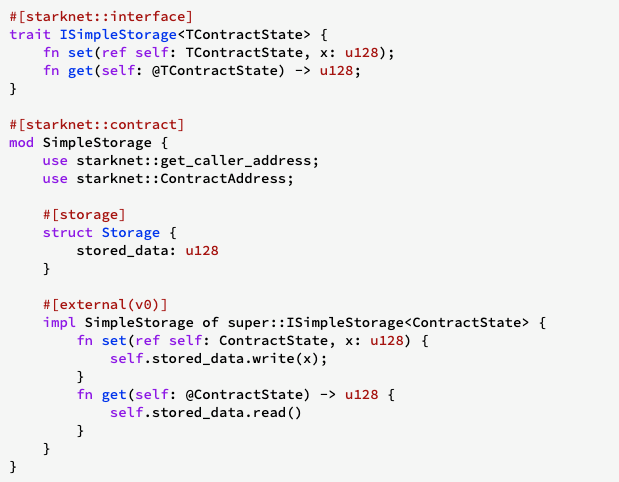 #[starknet::interface]
trait ISimpleStorage<TContractState> {
    fn set(ref self: TContractState, x: u128);
    fn get(self: @TContractState) -> u128;
}

#[starknet::contract]
mod SimpleStorage {
    use starknet::get_caller_address;
    use starknet::ContractAddress;

    #[storage]
    struct Storage {
        stored_data: u128
    }

    #[external(v0)]
    impl SimpleStorage of super::ISimpleStorage<ContractState> {
        fn set(ref self: ContractState, x: u128) {
            self.stored_data.write(x);
        }
        fn get(self: @ContractState) -> u128 {
            self.stored_data.read()
        }
    }
}